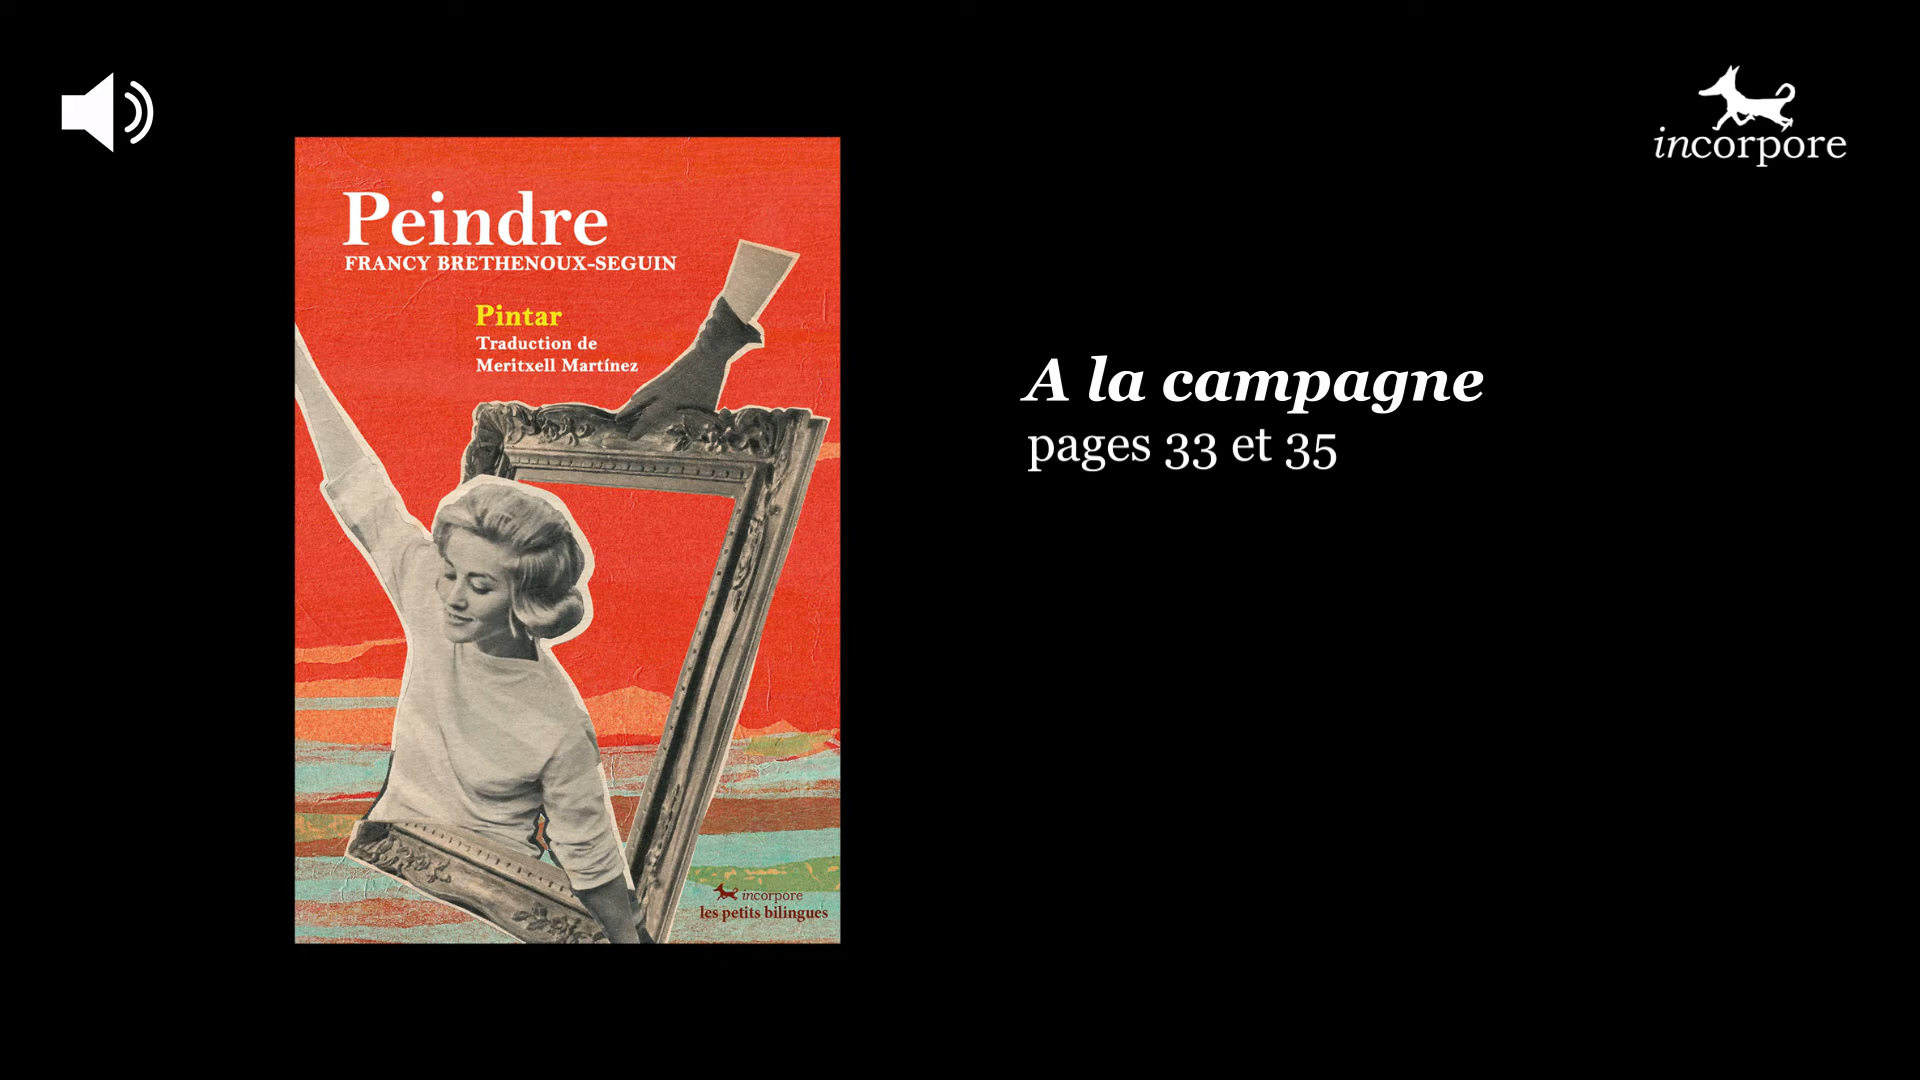 incorpore
Peindre
FRANCY BRETHENOUX-SEGUIN
Pintar
Traduction de
Meritxell Martínez
A la campagne
pages 33 et 35
incorpore
les petits bilingues